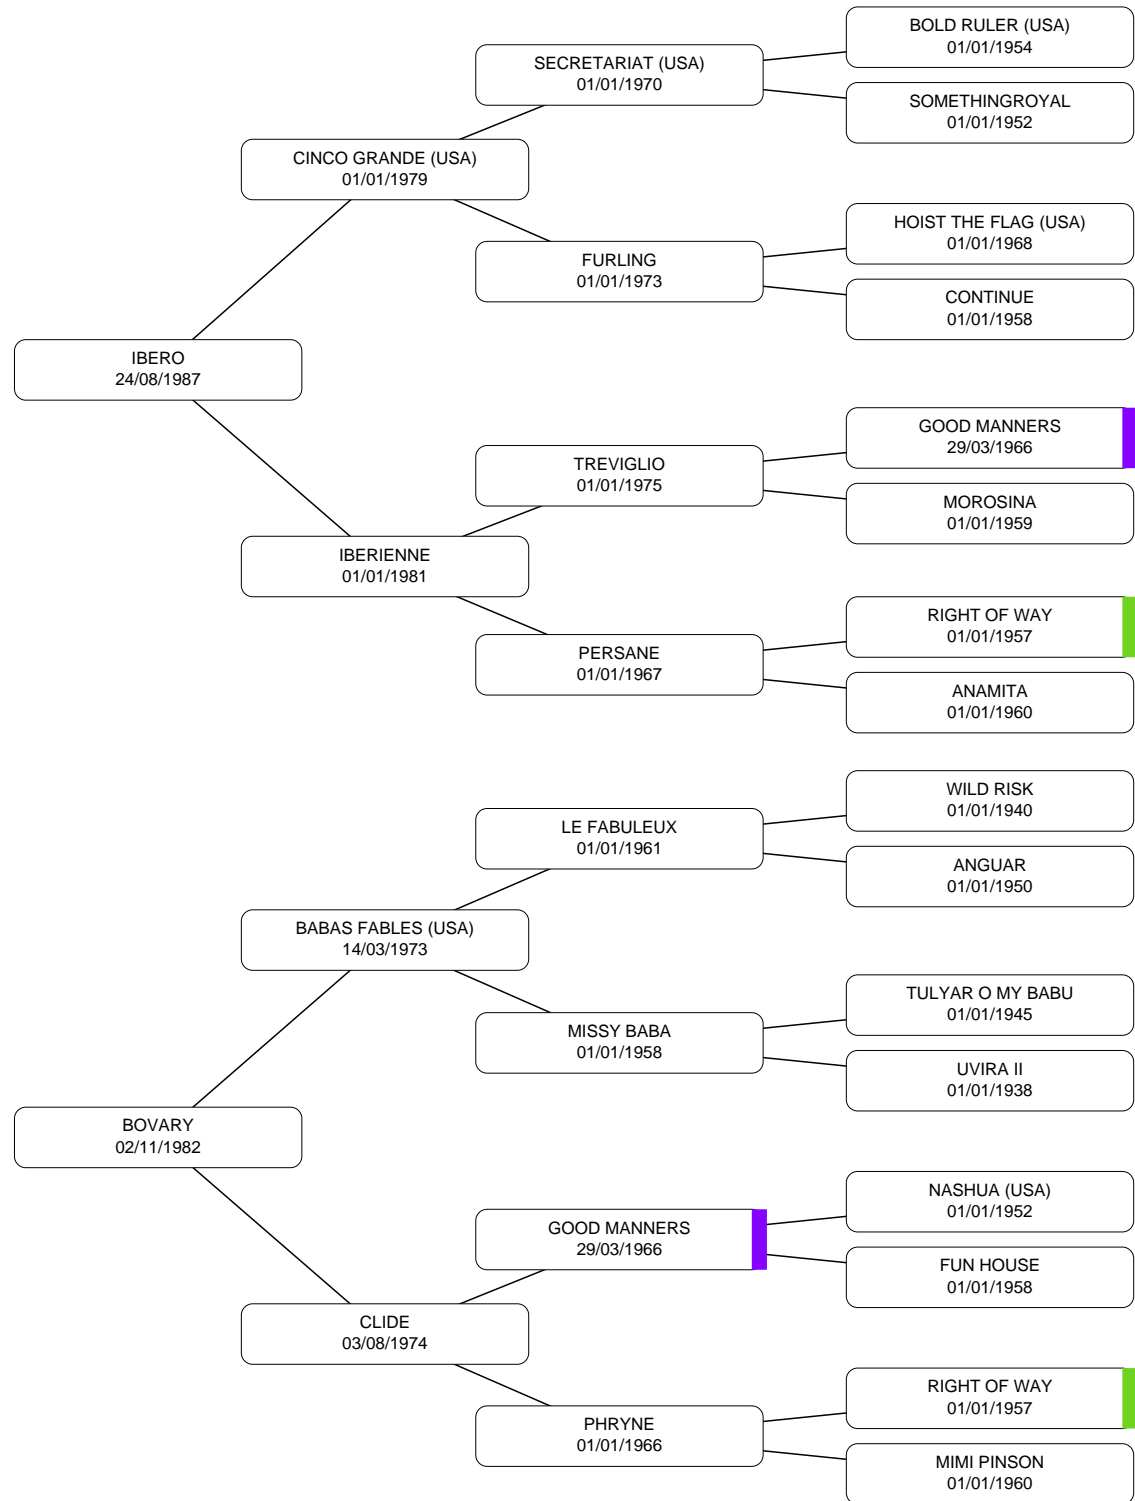 BOLD RULER (USA)
01/01/1954
SECRETARIAT (USA)
01/01/1970
SOMETHINGROYAL
01/01/1952
CINCO GRANDE (USA)
01/01/1979
HOIST THE FLAG (USA)
01/01/1968
FURLING
01/01/1973
CONTINUE
01/01/1958
IBERO
24/08/1987
GOOD MANNERS
29/03/1966
TREVIGLIO
01/01/1975
MOROSINA
01/01/1959
IBERIENNE
01/01/1981
RIGHT OF WAY
01/01/1957
PERSANE
01/01/1967
ANAMITA
01/01/1960
WILD RISK
01/01/1940
LE FABULEUX
01/01/1961
ANGUAR
01/01/1950
BABAS FABLES (USA)
14/03/1973
TULYAR O MY BABU
01/01/1945
MISSY BABA
01/01/1958
UVIRA II
01/01/1938
BOVARY
02/11/1982
NASHUA (USA)
01/01/1952
GOOD MANNERS
29/03/1966
FUN HOUSE
01/01/1958
CLIDE
03/08/1974
RIGHT OF WAY
01/01/1957
PHRYNE
01/01/1966
MIMI PINSON
01/01/1960